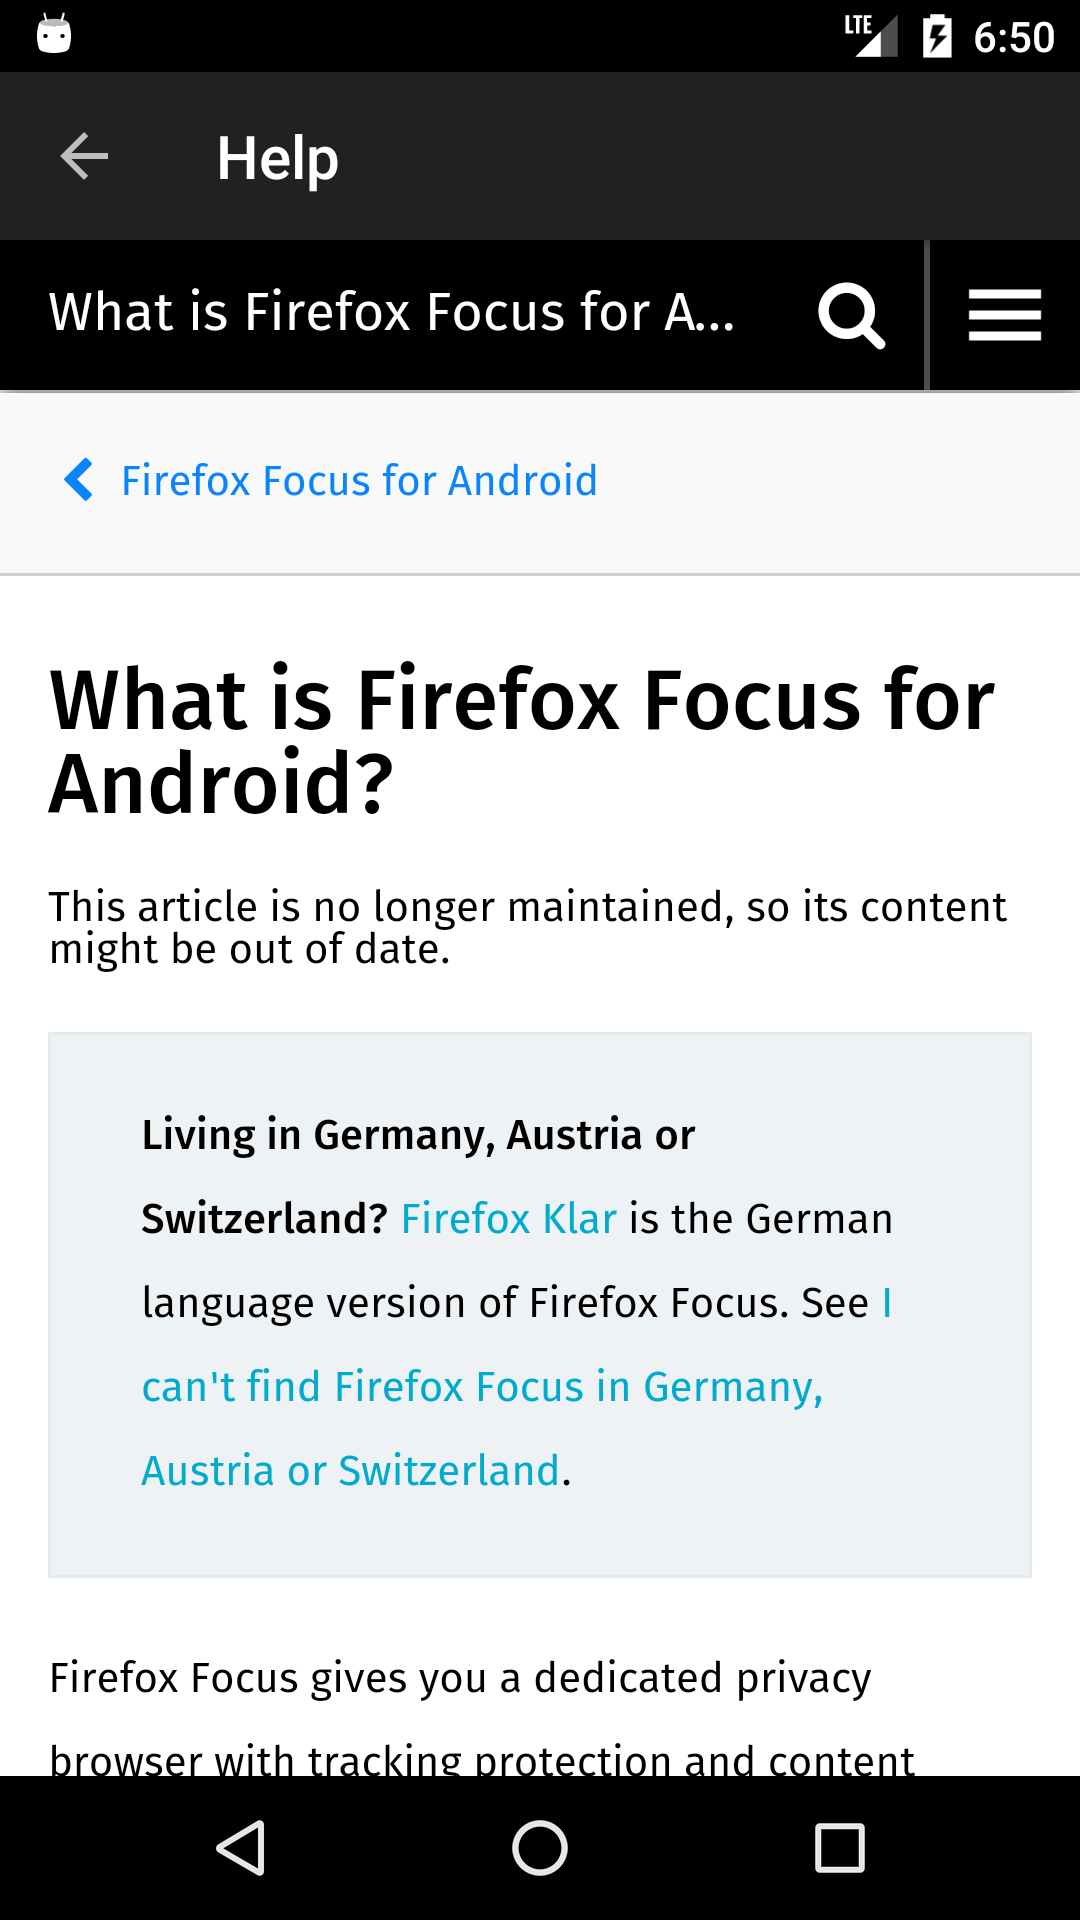 LTE 6:50
Help
What is Firefox Focus for A...
Firefox Focus for Android
What is Firefox Focus for
Android?
This article is no longer maintained, so its content
might be out of date.
Living in Germany, Austria or
Switzerland? Firefox Klar is the German
language version of Firefox Focus. See I
can't find Firefox Focus in Germany,
Austria or Switzerland.
Firefox Focus gives you a dedicated privacy
browser with tracking protection and content